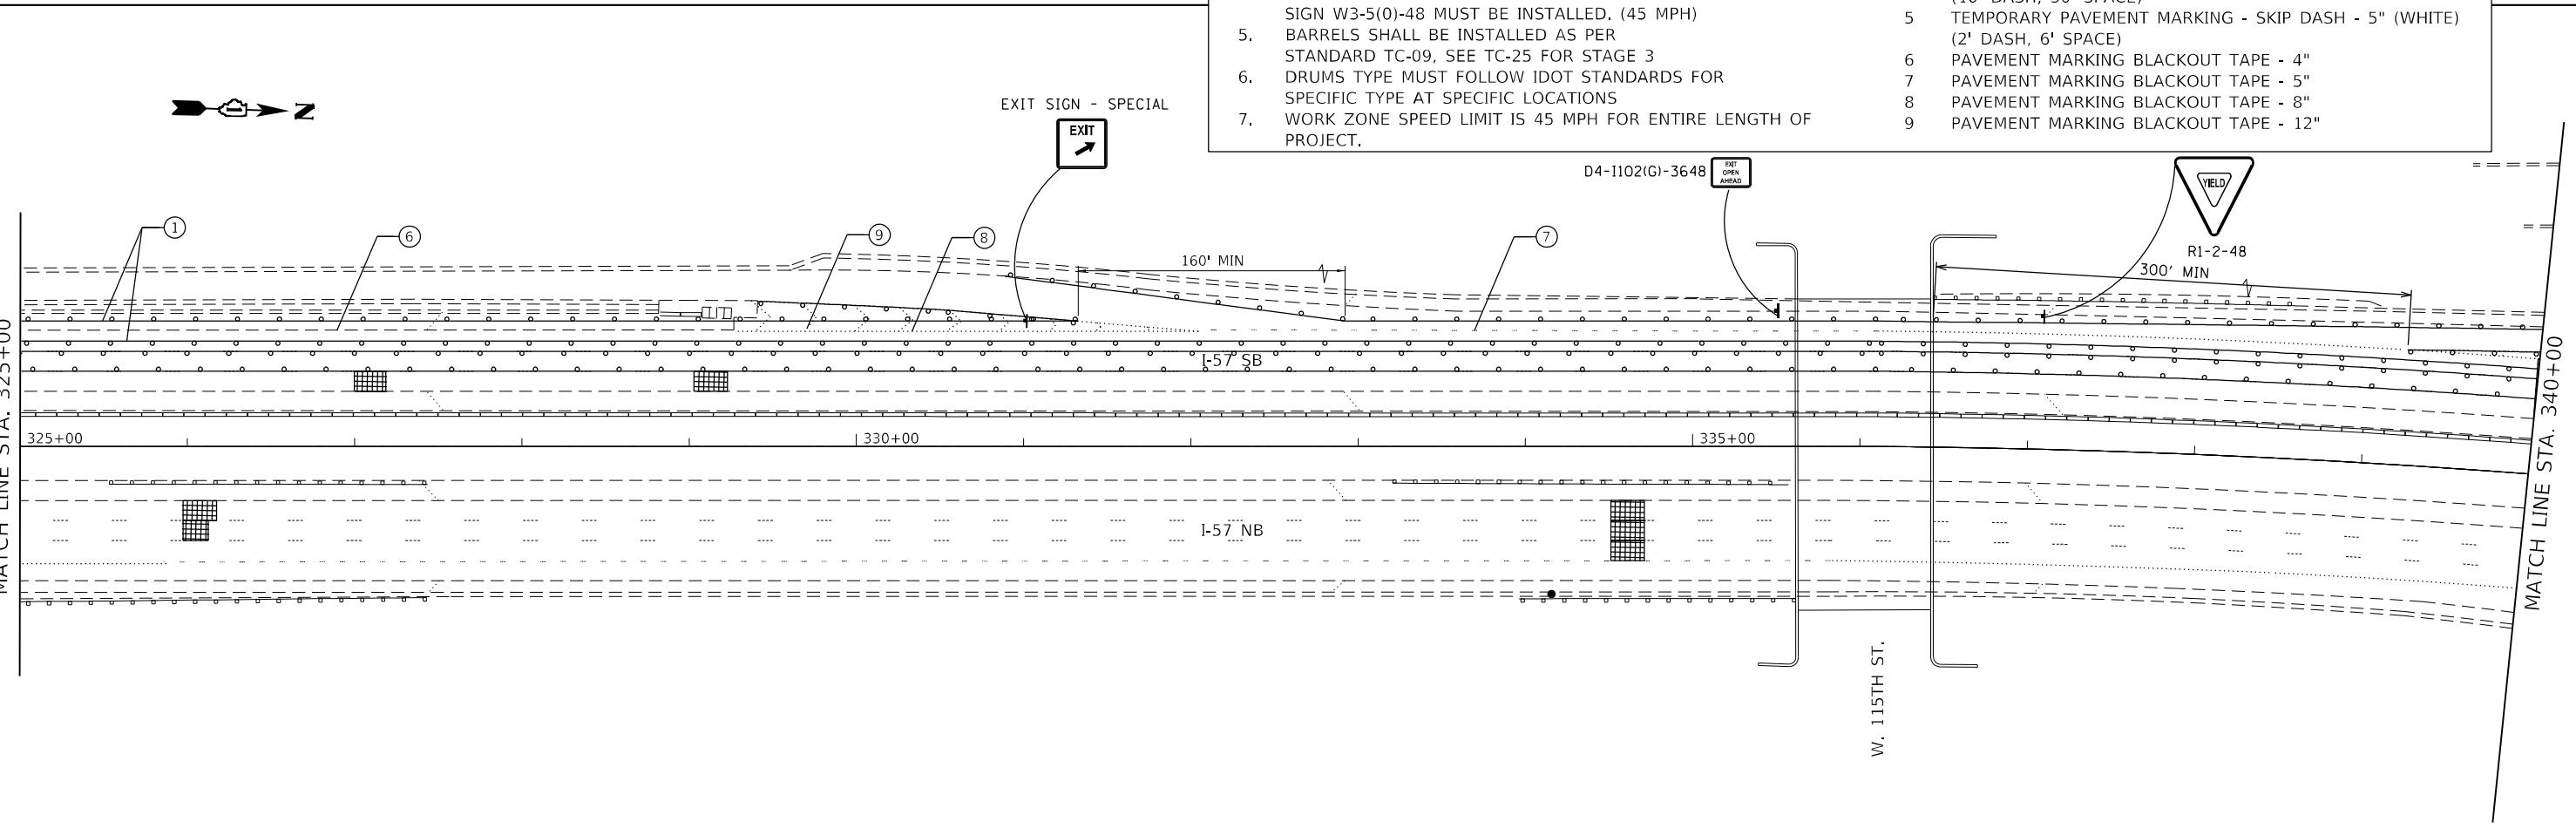 SIGN W3-5(0)-48 MUST BE INSTALLED. (45 MPH)
5. BARRELS SHALL BE INSTALLED AS PER
STANDARD TC-09, SEE TC-25 FOR STAGE 3
6. DRUMS TYPE MUST FOLLOW IDOT STANDARDS FOR
SPECIFIC TYPE AT SPECIFIC LOCATIONS
7. WORK ZONE SPEED LIMIT IS 45 MPH FOR ENTIRE LENGTH OF
PROJECT.
5 TEMPORARY PAVEMENT MARKING - SKIP DASH - 5" (WHITE)
(2' DASH, 6' SPACE)
6 PAVEMENT MARKING BLACKOUT TAPE - 4"
7 PAVEMENT MARKING BLACKOUT TAPE - 5"
8 PAVEMENT MARKING BLACKOUT TAPE - 8"
9 PAVEMENT MARKING BLACKOUT TAPE - 12"
N
EXIT SIGN - SPECIAL
EXIT
D4-I102(G)-3648
EXIT
OPEN
AHEAD
YIELD
R1-2-48
1
6
9
8
7
160' MIN
300' MIN
I-57 SB
325+00
330+00
335+00
I-57 NB
W. 115TH ST.
MATCH LINE STA. 325+00
MATCH LINE STA. 340+00